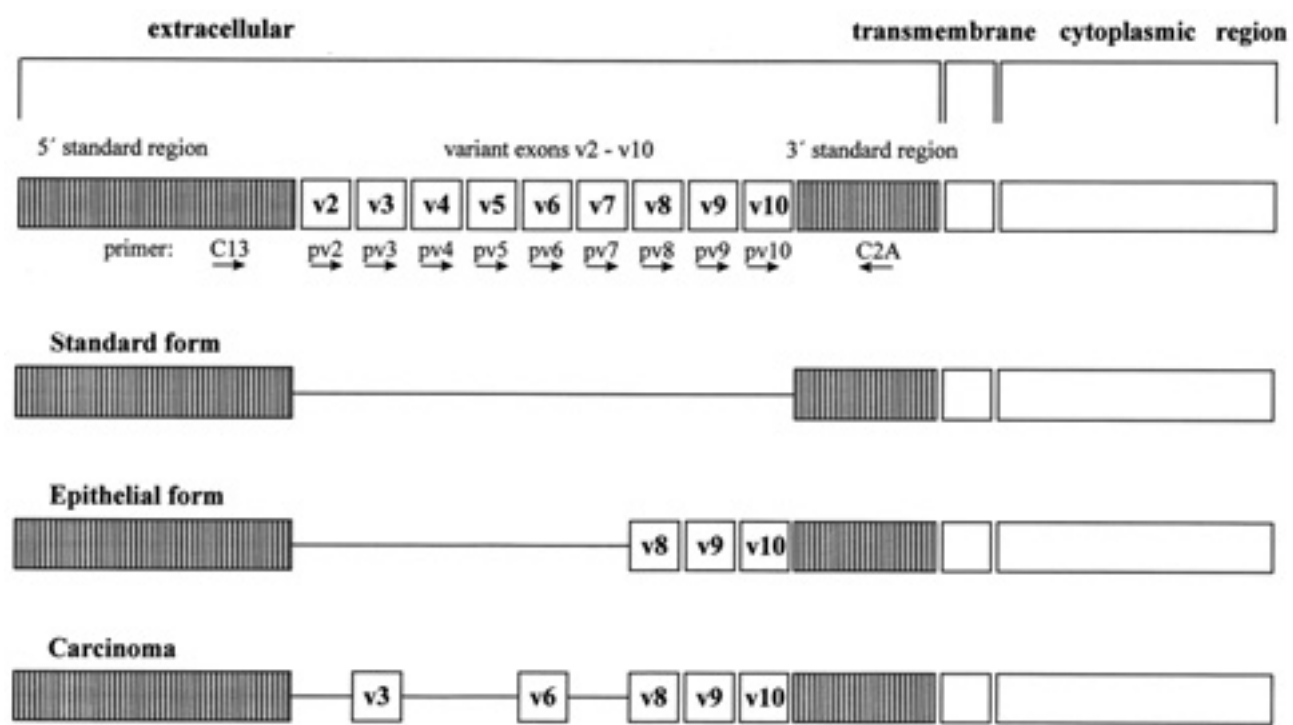 extracellular transmembrane cytoplasmic region
5´ standard region variant exons v2 - v10 3´ standard region
v2 v3 v4 v5 v6 v7 v8 v9 v10
primer: C13 pv2 pv3 pv4 pv5 pv6 pv7 pv8 pv9 pv10 C2A
Standard form
Epithelial form
v8 v9 v10
Carcinoma
v3 v6 v8 v9 v10